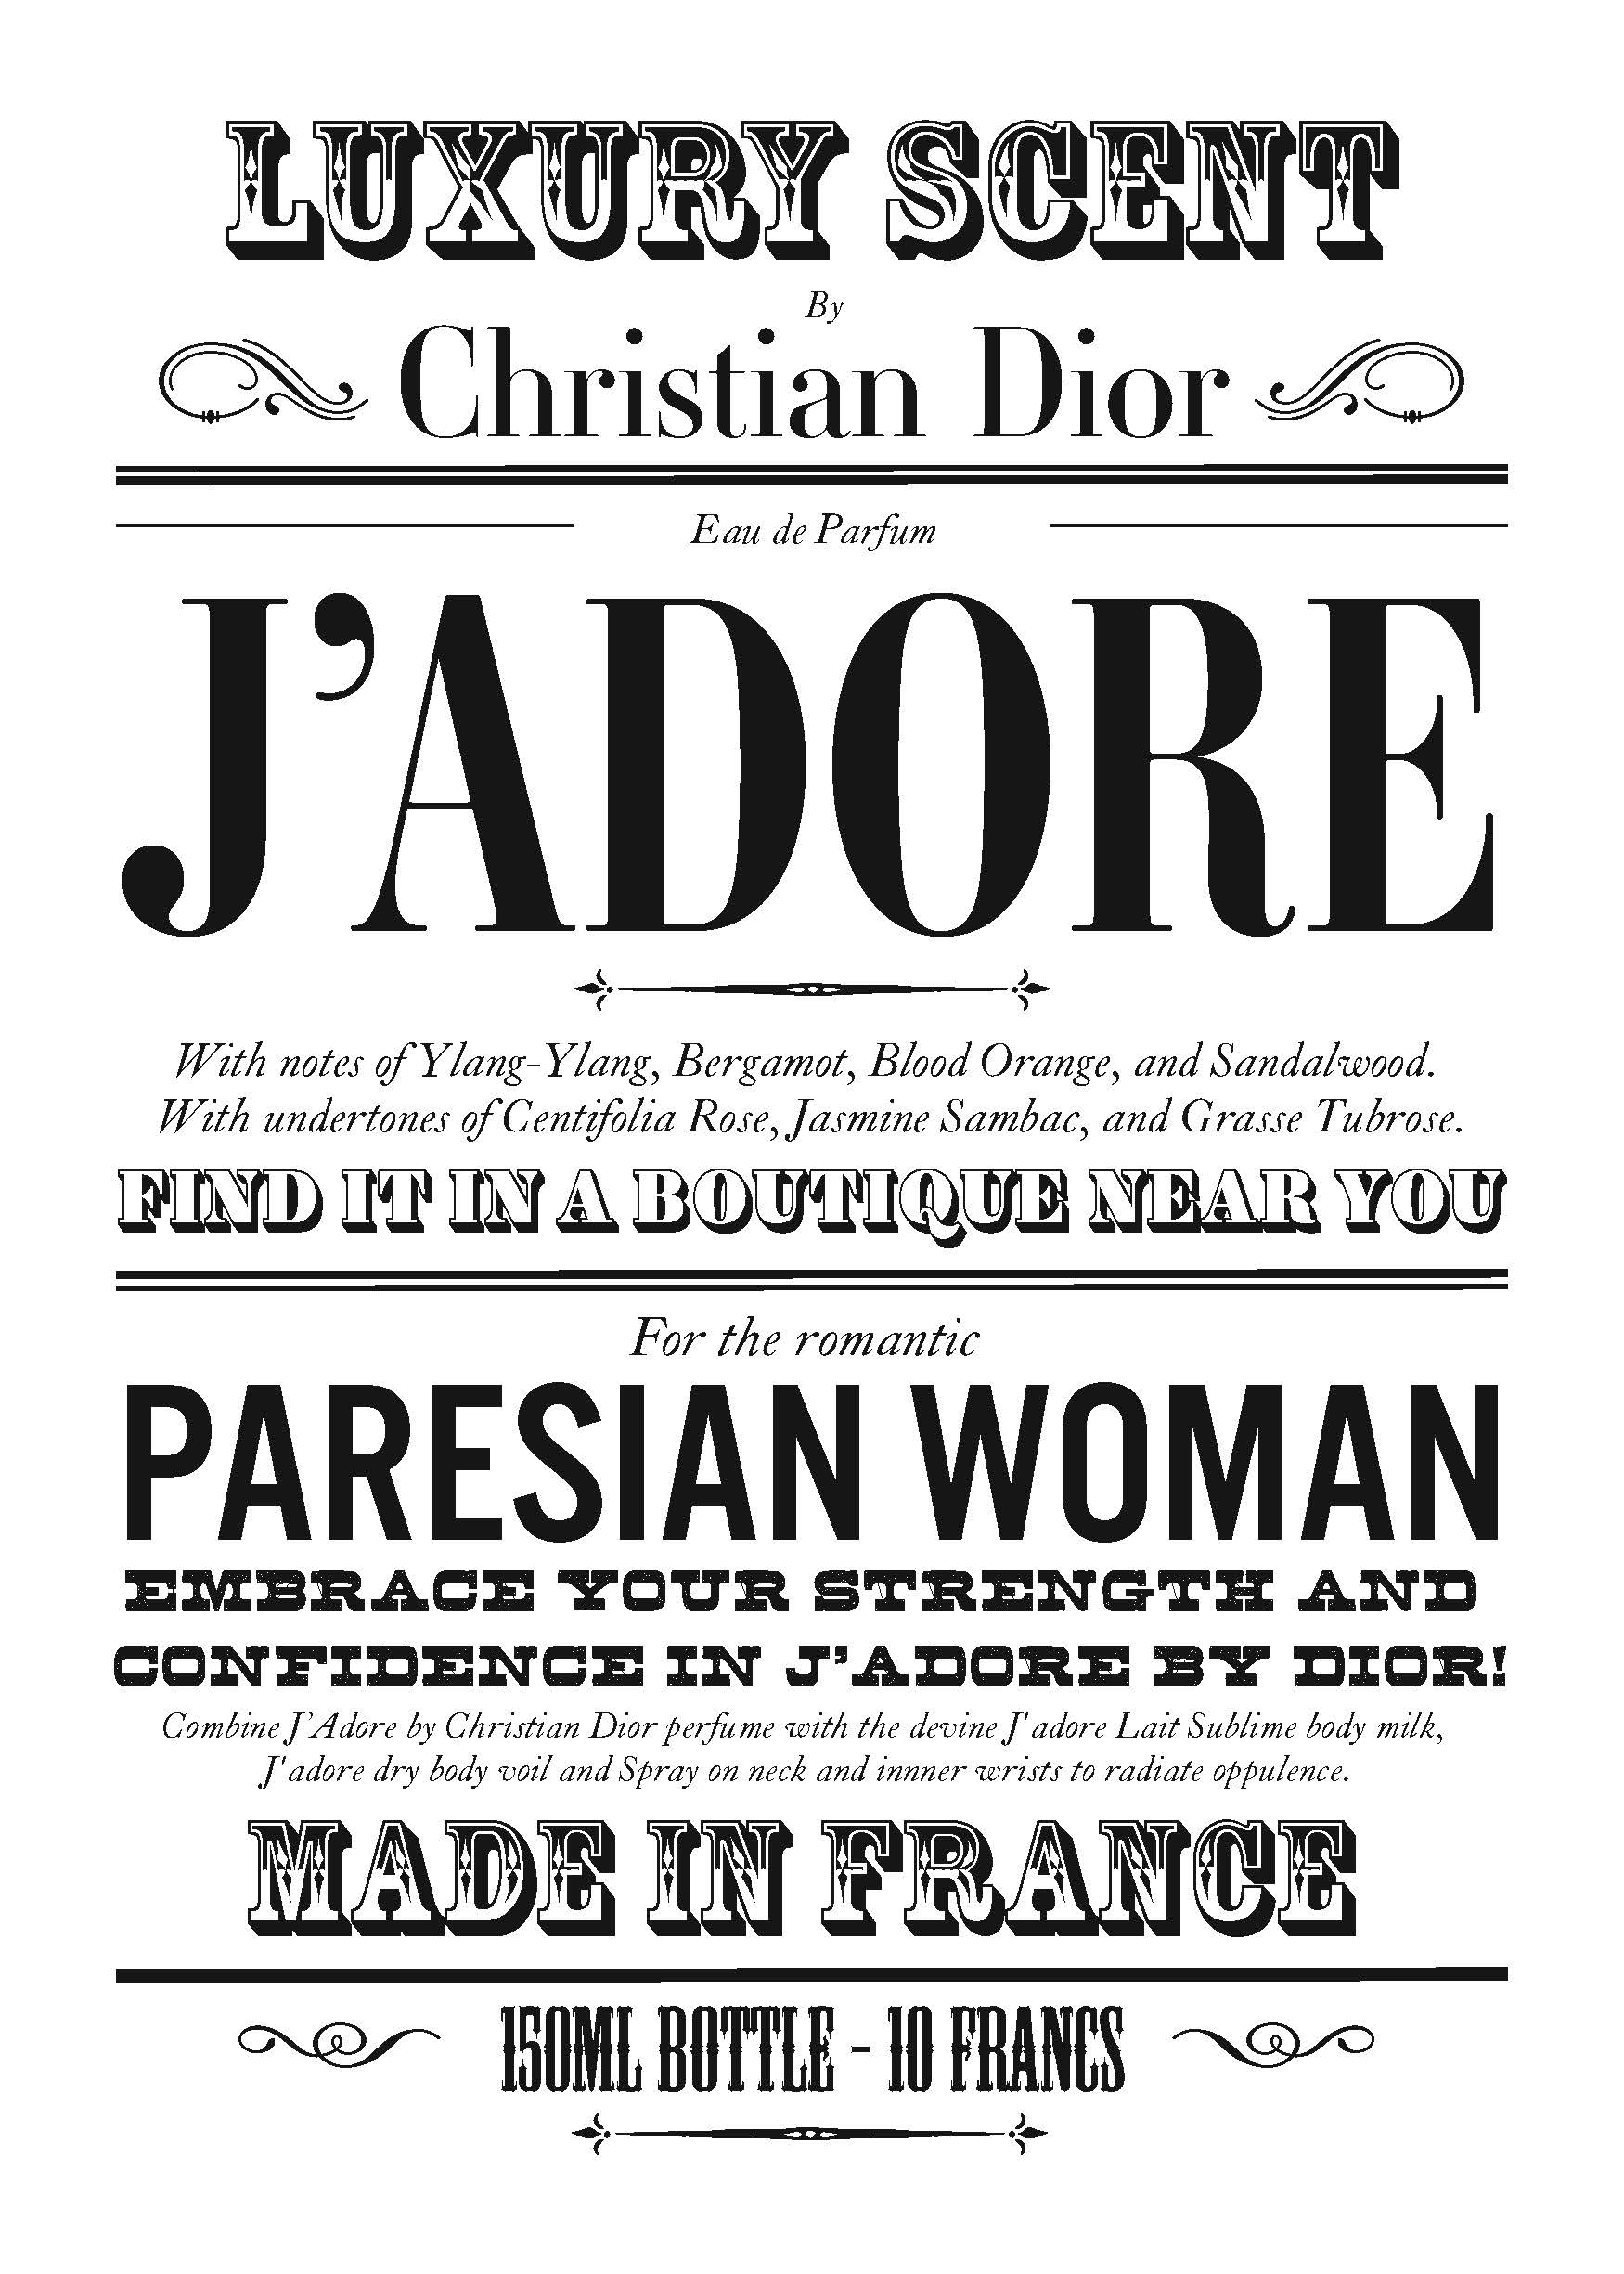 LUXURY SCENT
By
Christian Dior
Eau de Parfum
J’ADORE
With notes of Ylang-Ylang, Bergamot, Blood Orange, and Sandalwood.
With undertones of Centifolia Rose, Jasmine Sambac, and Grasse Tubrose.
FIND IT IN A BOUTIQUE NEAR YOU
For the romantic
PARESIAN WOMAN
EMBRACE YOUR STRENGTH AND
CONFIDENCE IN J’ADORE BY DIOR!
Combine J’Adore by Christian Dior perfume with the devine J'adore Lait Sublime body milk,
J'adore dry body voil and Spray on neck and innner wrists to radiate oppulence.
MADE IN FRANCE
150ML BOTTLE - 10 FRANCS